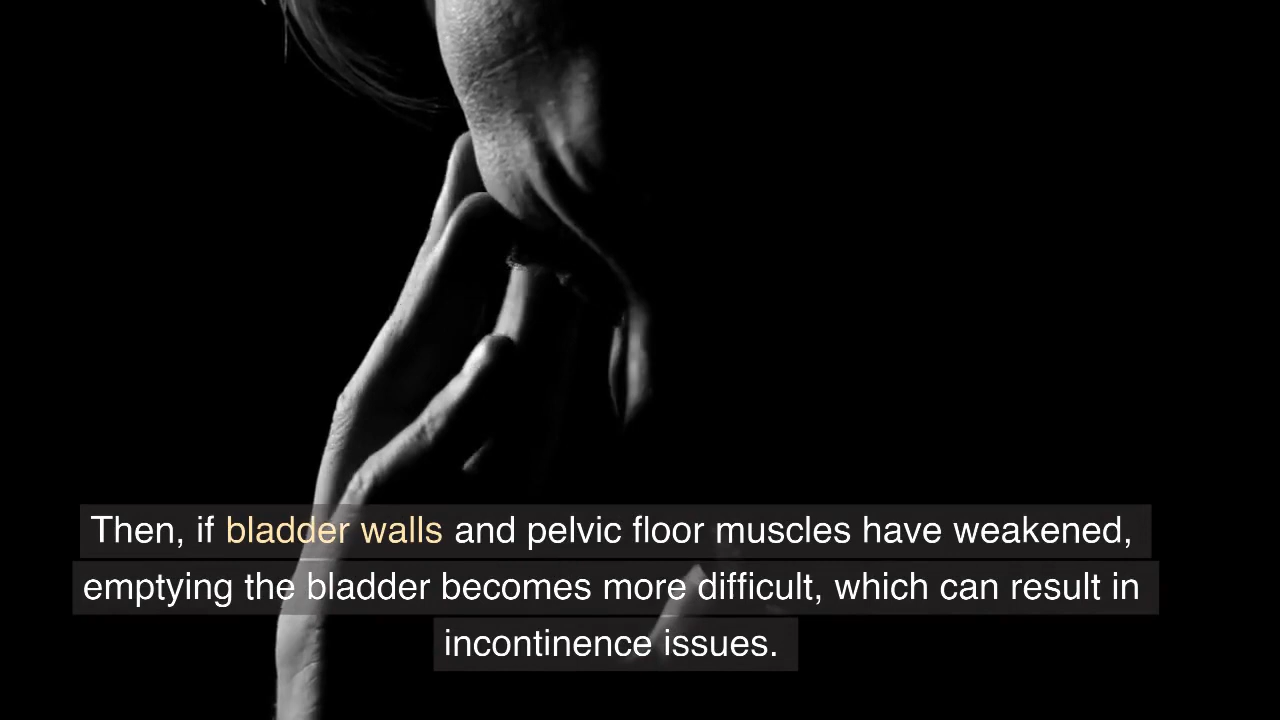 Then, if bladder walls and pelvic floor muscles have weakened,
emptying the bladder becomes more difficult, which can result in
incontinence issues.